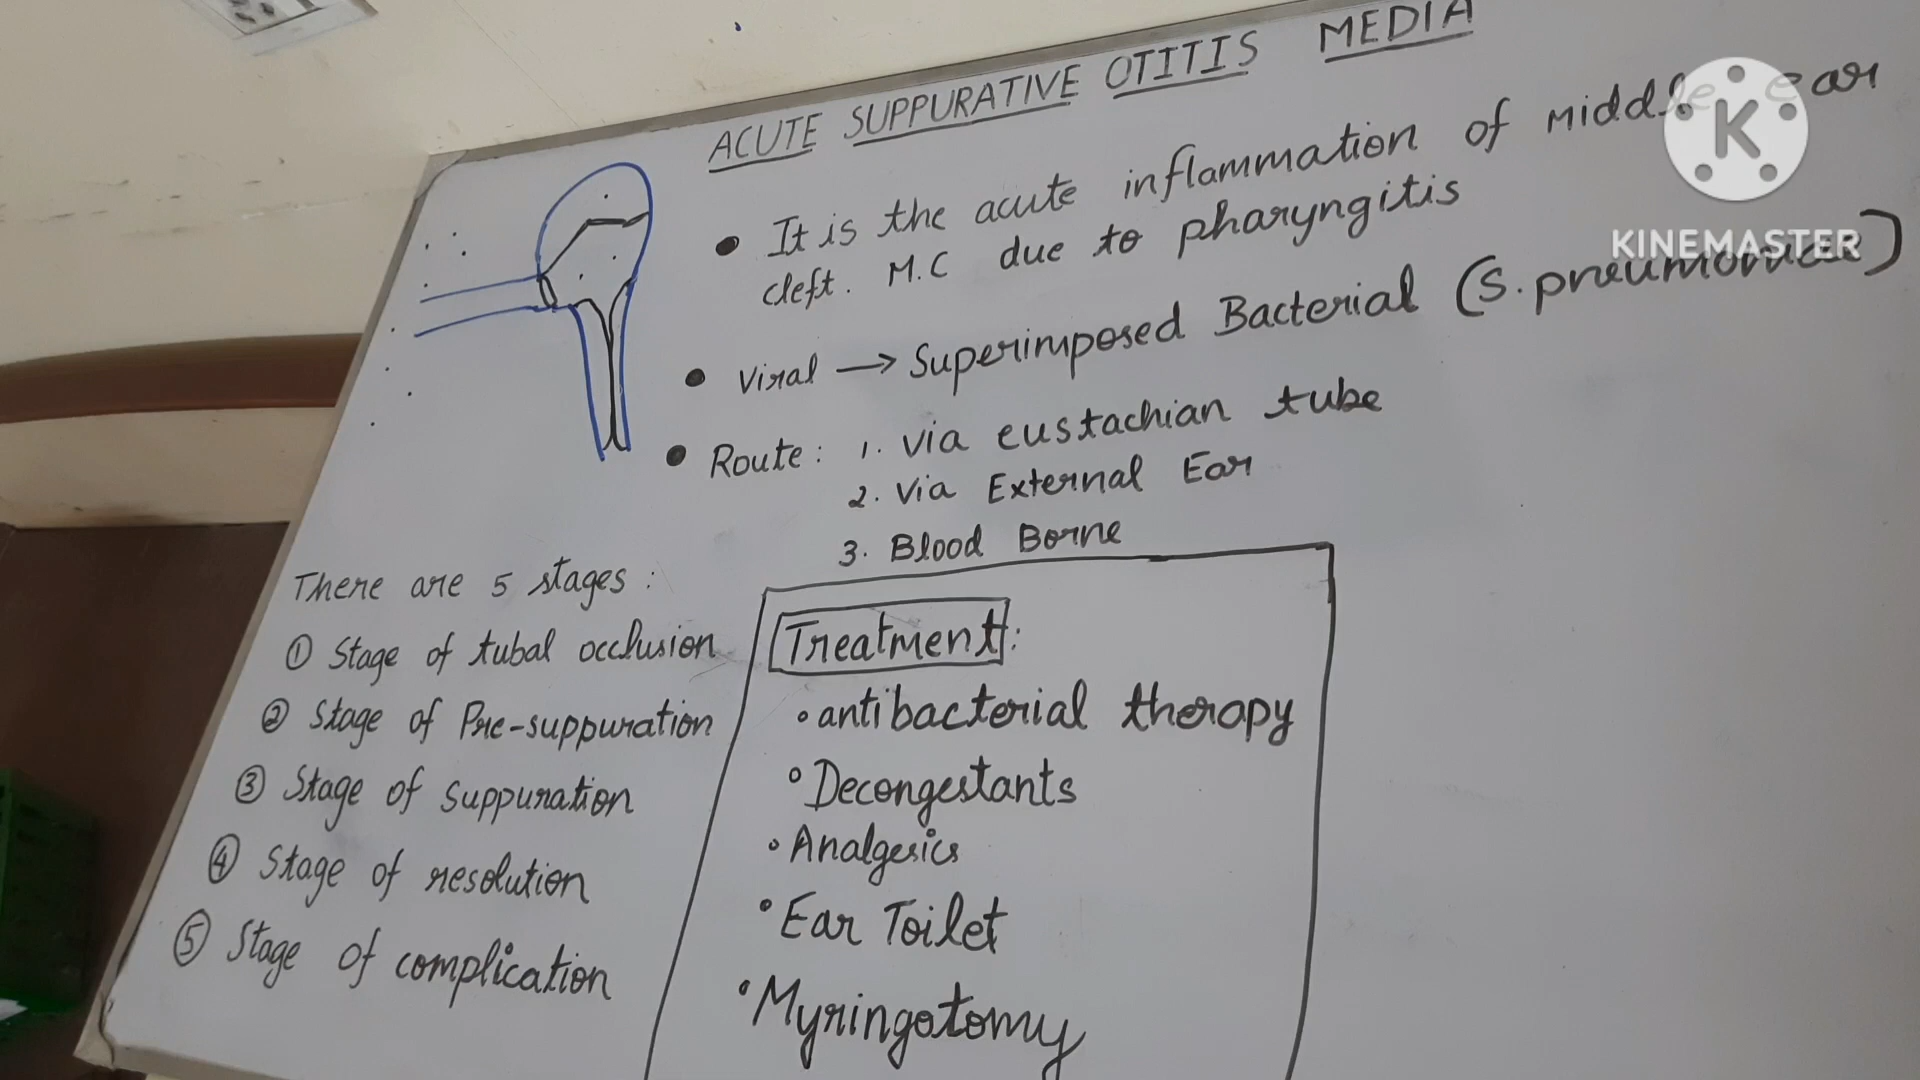 ACUTE SUPPURATIVE OTITIS MEDIA
• It is the acute inflammation of middle ear
cleft. M.C due to pharyngitis
• Viral → Superimposed Bacterial (S. pneumoniae)
• Route: 1. via eustachian tube
2. via External Ear
3. Blood Borne
There are 5 stages:
① Stage of tubal occlusion
② Stage of Pre-suppuration
③ Stage of suppuration
④ Stage of resolution
⑤ Stage of complication
Treatment:
• antibacterial therapy
• Decongestants
• Analgesics
• Ear Toilet
• Myringotomy
K
KINEMASTER